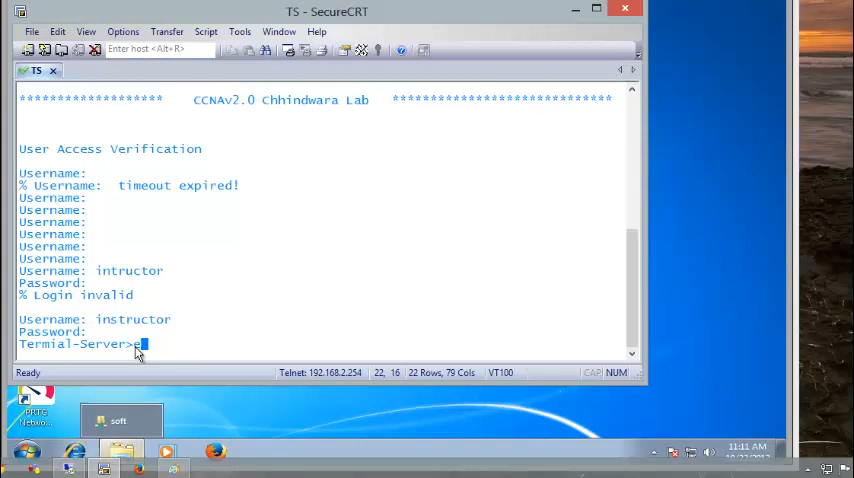 TS - SecureCRT
File Edit View Options Transfer Script Tools Window Help
Enter host <Alt+R>
TS
******************* CCNAv2.0 Chhindwara Lab *****************************
User Access Verification
Username:
% Username: timeout expired!
Username:
Username:
Username:
Username:
Username:
Username:
Username: intructor
Password:
% Login invalid
Username: instructor
Password:
Termial-Server>e
Ready
Telnet: 192.168.2.254 22, 16 22 Rows, 79 Cols VT100 CAP NUM
PRTG
Netwo...
soft
11:11 AM